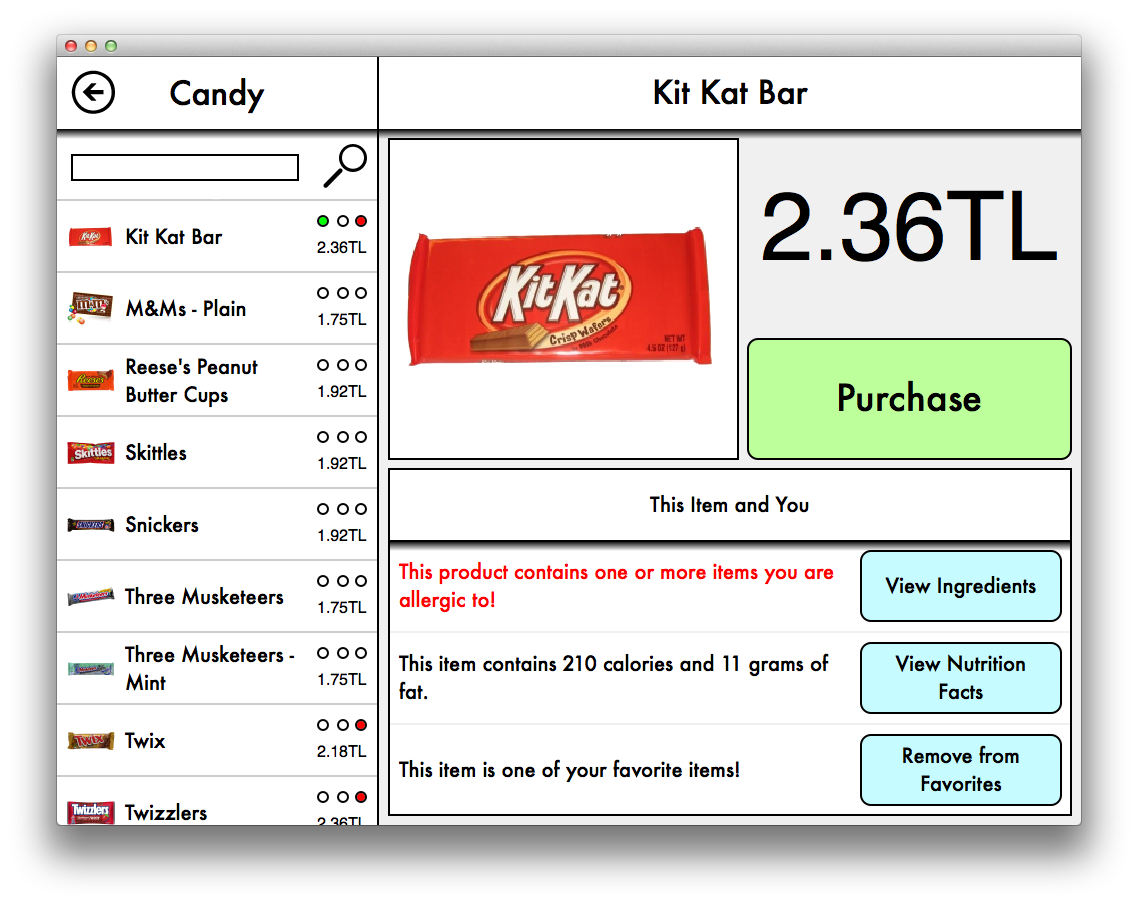 Candy
Kit Kat Bar
Kit Kat Bar
2.36TL
M&Ms - Plain
1.75TL
Reese's Peanut
Butter Cups
1.92TL
Skittles
1.92TL
Snickers
1.92TL
Three Musketeers
1.75TL
Three Musketeers -
Mint
1.75TL
Twix
2.18TL
Twizzlers
2.36TL
KitKat
Crisp Wafers
NET WT
2.36TL
Purchase
This Item and You
This product contains one or more items you are
allergic to!
View Ingredients
This item contains 210 calories and 11 grams of
fat.
View Nutrition
Facts
This item is one of your favorite items!
Remove from
Favorites